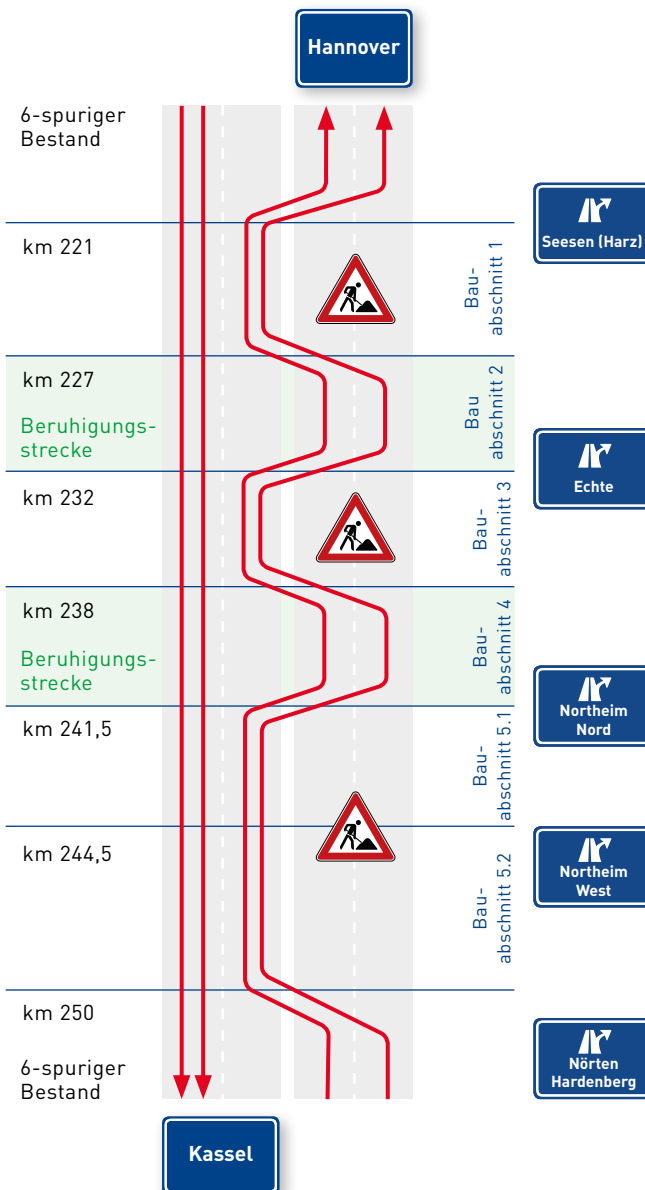 Hannover
6-spuriger
Bestand
Seesen (Harz)
km 221
Bau-
abschnitt 1
km 227
Beruhigungs-
strecke
Bau
abschnitt 2
Echte
km 232
Bau-
abschnitt 3
km 238
Beruhigungs-
strecke
Bau-
abschnitt 4
Northeim
Nord
km 241,5
Bau-
abschnitt 5.1
km 244,5
Bau-
abschnitt 5.2
Northeim
West
km 250
6-spuriger
Bestand
Nörten
Hardenberg
Kassel